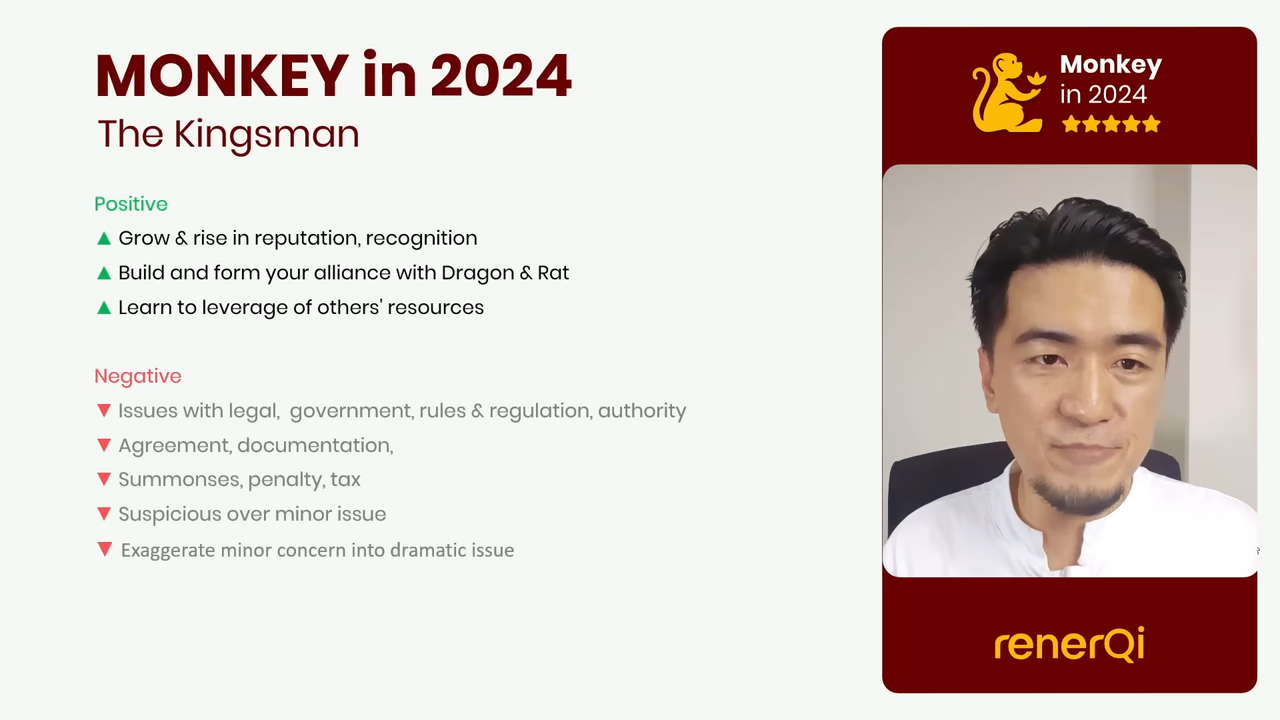 MONKEY in 2024
The Kingsman
Positive
▲ Grow & rise in reputation, recognition
▲ Build and form your alliance with Dragon & Rat
▲ Learn to leverage of others' resources
Negative
▼ Issues with legal,  government, rules & regulation, authority
▼ Agreement, documentation,
▼ Summonses, penalty, tax
▼ Suspicious over minor issue
▼ Exaggerate minor concern into dramatic issue
Monkey
in 2024
renerQi